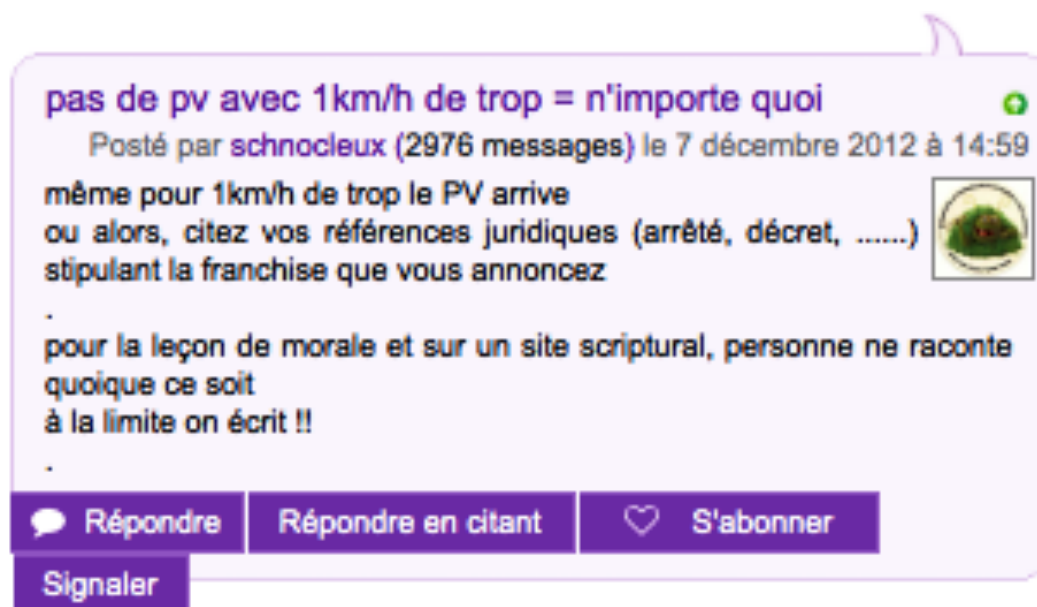 pas de pv avec 1km/h de trop = n'importe quoi
Posté par schnocleux (2976 messages) le 7 décembre 2012 à 14:59
même pour 1km/h de trop le PV arrive
ou alors, citez vos références juridiques (arrêté, décret, ......)
stipulant la franchise que vous annoncez
.
pour la leçon de morale et sur un site scriptural, personne ne raconte
quoique ce soit
à la limite on écrit !!
.
Répondre
Répondre en citant
S'abonner
Signaler